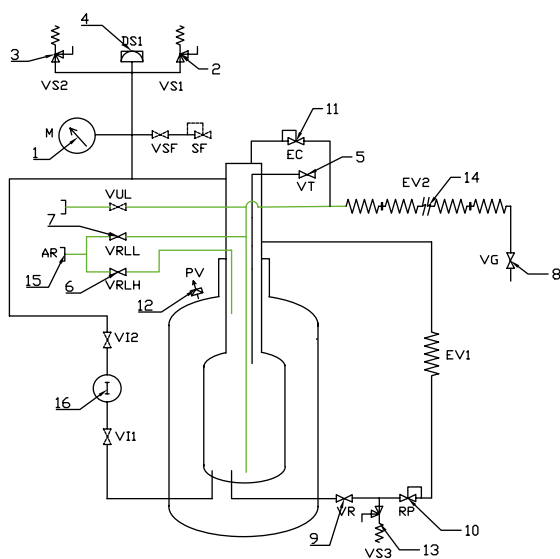 4
DS1
3
2
VS2
VS1
M
1
VSF
SF
11
EC
5
VT
EV2
14
VUL
7
VRLL
AR
15
6
VRLH
PV
12
VG
8
VI2
EV1
16
I
VI1
9
VR
RP
10
VS3
13